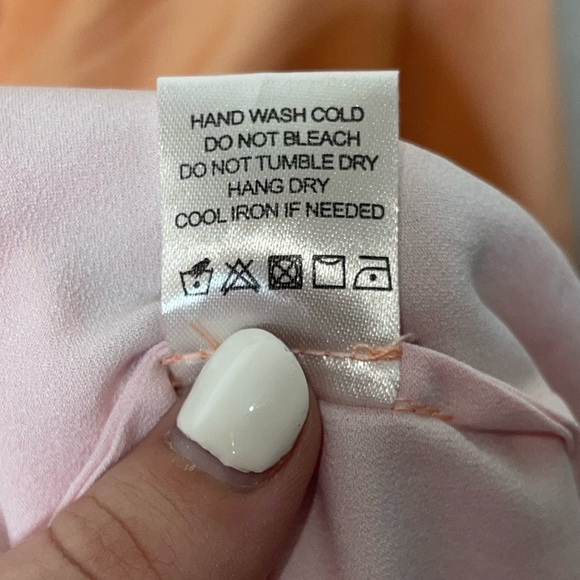 HAND WASH COLD
DO NOT BLEACH
DO NOT TUMBLE DRY
HANG DRY
COOL IRON IF NEEDED